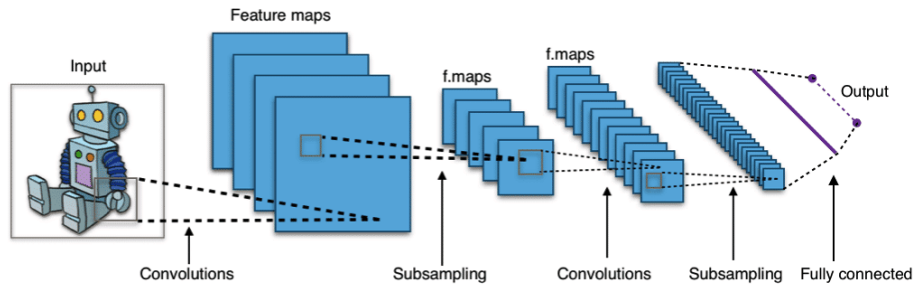 Feature maps
Input
f.maps
f.maps
Output
Convolutions
Subsampling
Convolutions
Subsampling
Fully connected